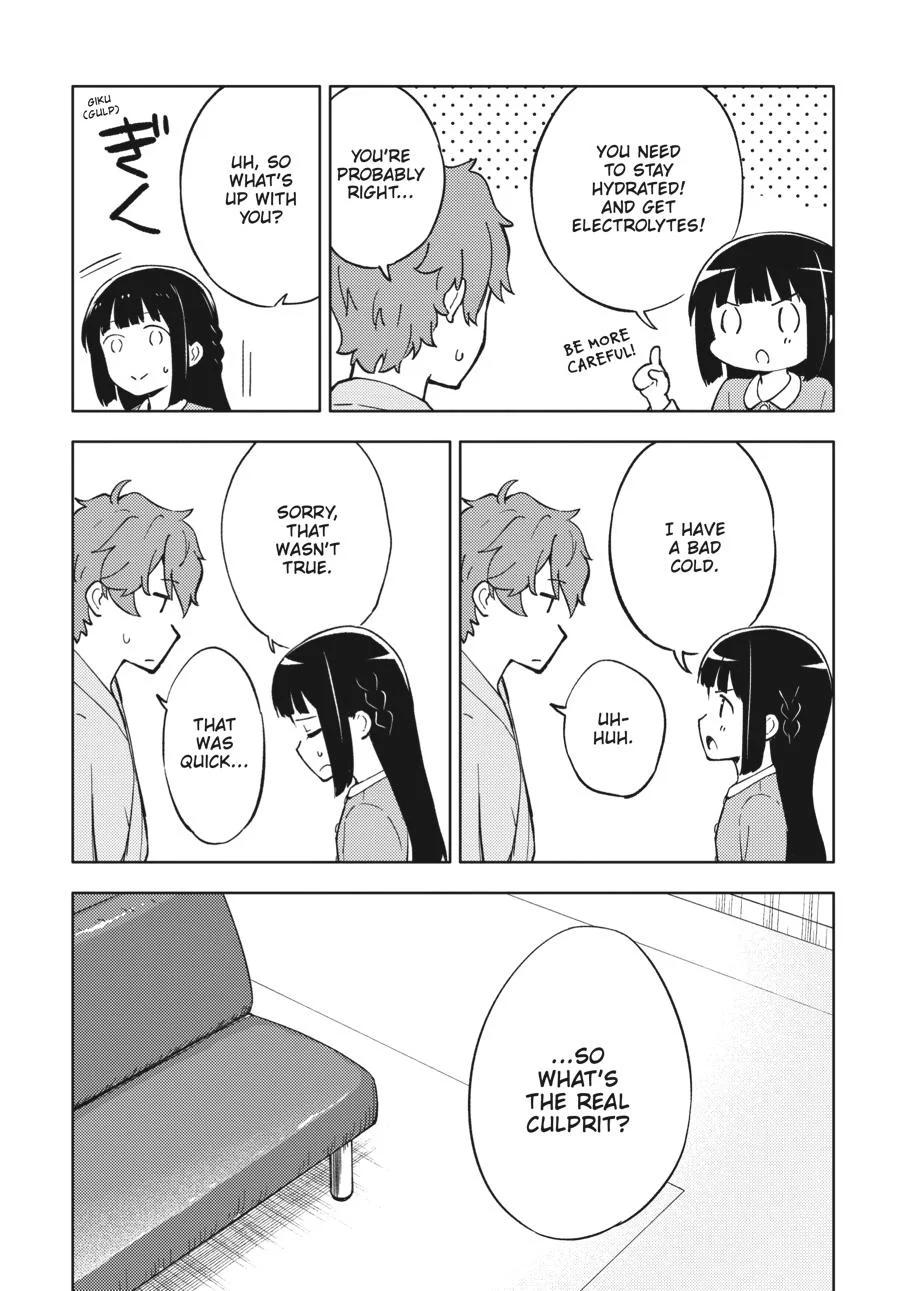 YOU NEED
TO STAY
HYDRATED!
AND GET
ELECTROLYTES!
BE MORE
CAREFUL!
YOU'RE
PROBABLY
RIGHT...
UH, SO
WHAT'S
UP WITH
YOU?
GIKU
(GULP)
ぎく
I HAVE
A BAD
COLD.
UH-
HUH.
SORRY,
THAT
WASN'T
TRUE.
THAT
WAS
QUICK...
...SO
WHAT'S
THE REAL
CULPRIT?